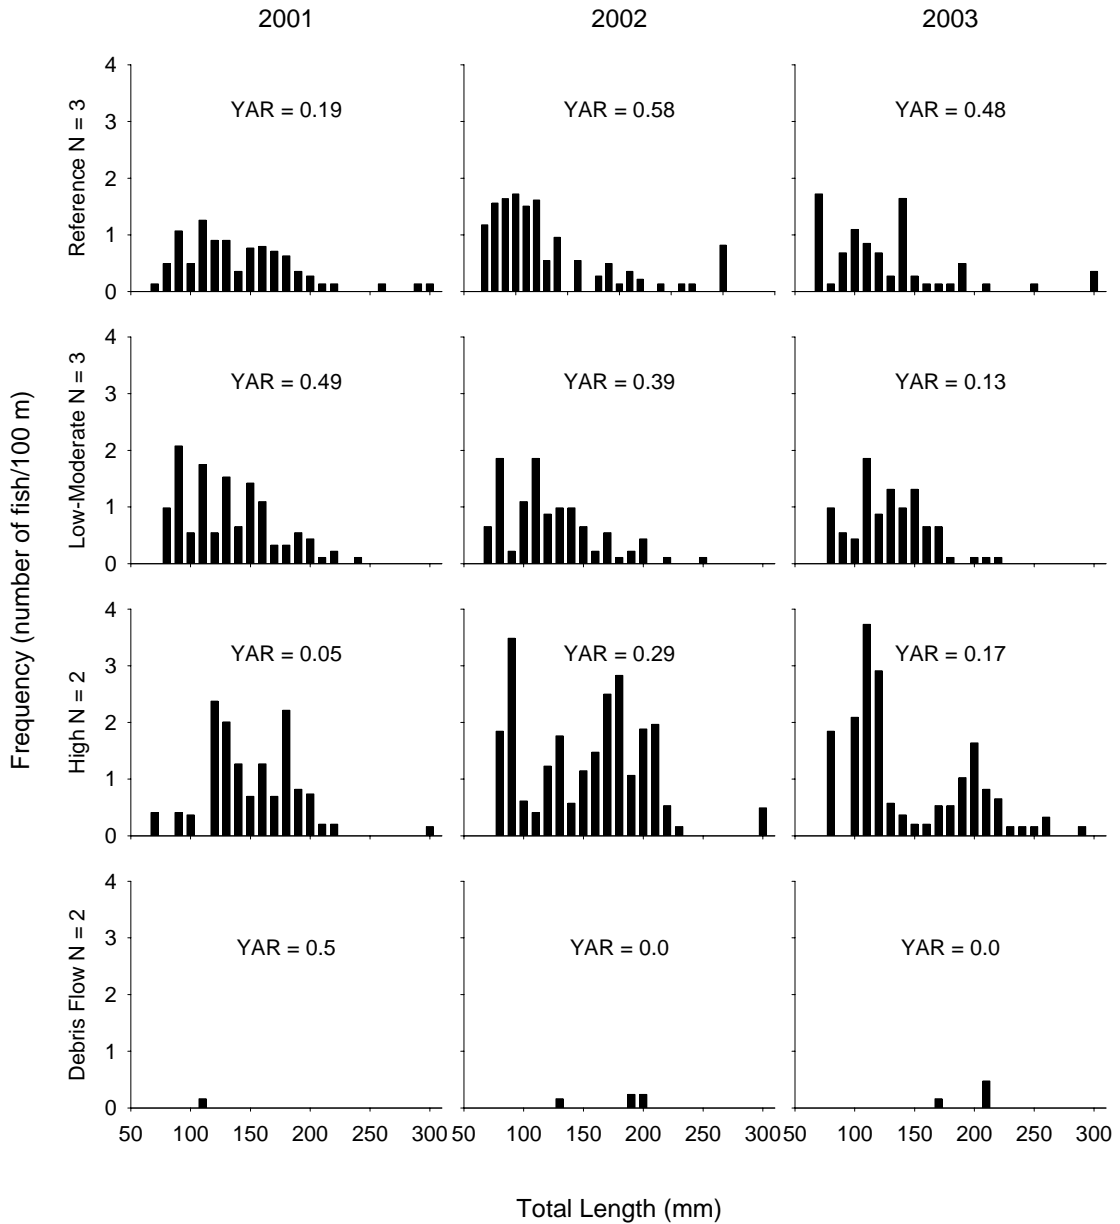 2001 2002 2003
Frequency (number of fish/100 m)
Reference N = 3
4
3
2
1
0
YAR = 0.19
YAR = 0.58
YAR = 0.48
Low-Moderate N = 3
4
3
2
1
0
YAR = 0.49
YAR = 0.39
YAR = 0.13
High N = 2
4
3
2
1
0
YAR = 0.05
YAR = 0.29
YAR = 0.17
Debris Flow N = 2
4
3
2
1
0
YAR = 0.5
YAR = 0.0
YAR = 0.0
50 100 150 200 250 300
50 100 150 200 250 300
50 100 150 200 250 300
Total Length (mm)